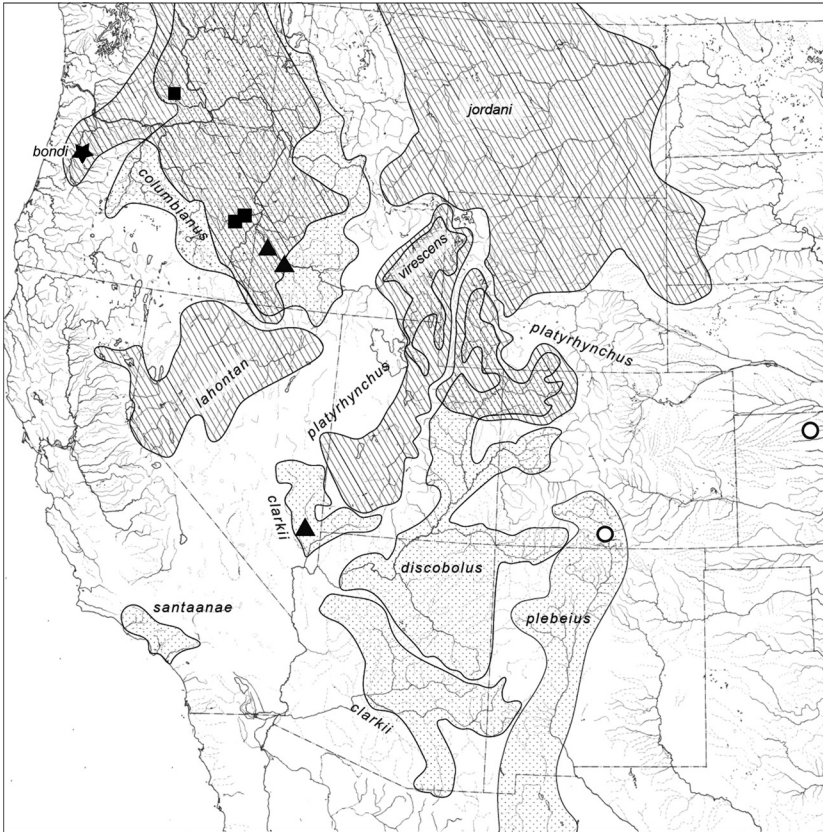 jordani
bondi
columbianus
virescens
platyrhynchus
lahontan
platyrhynchus
clarkii
discobolus
santaanae
plebeius
clarkii